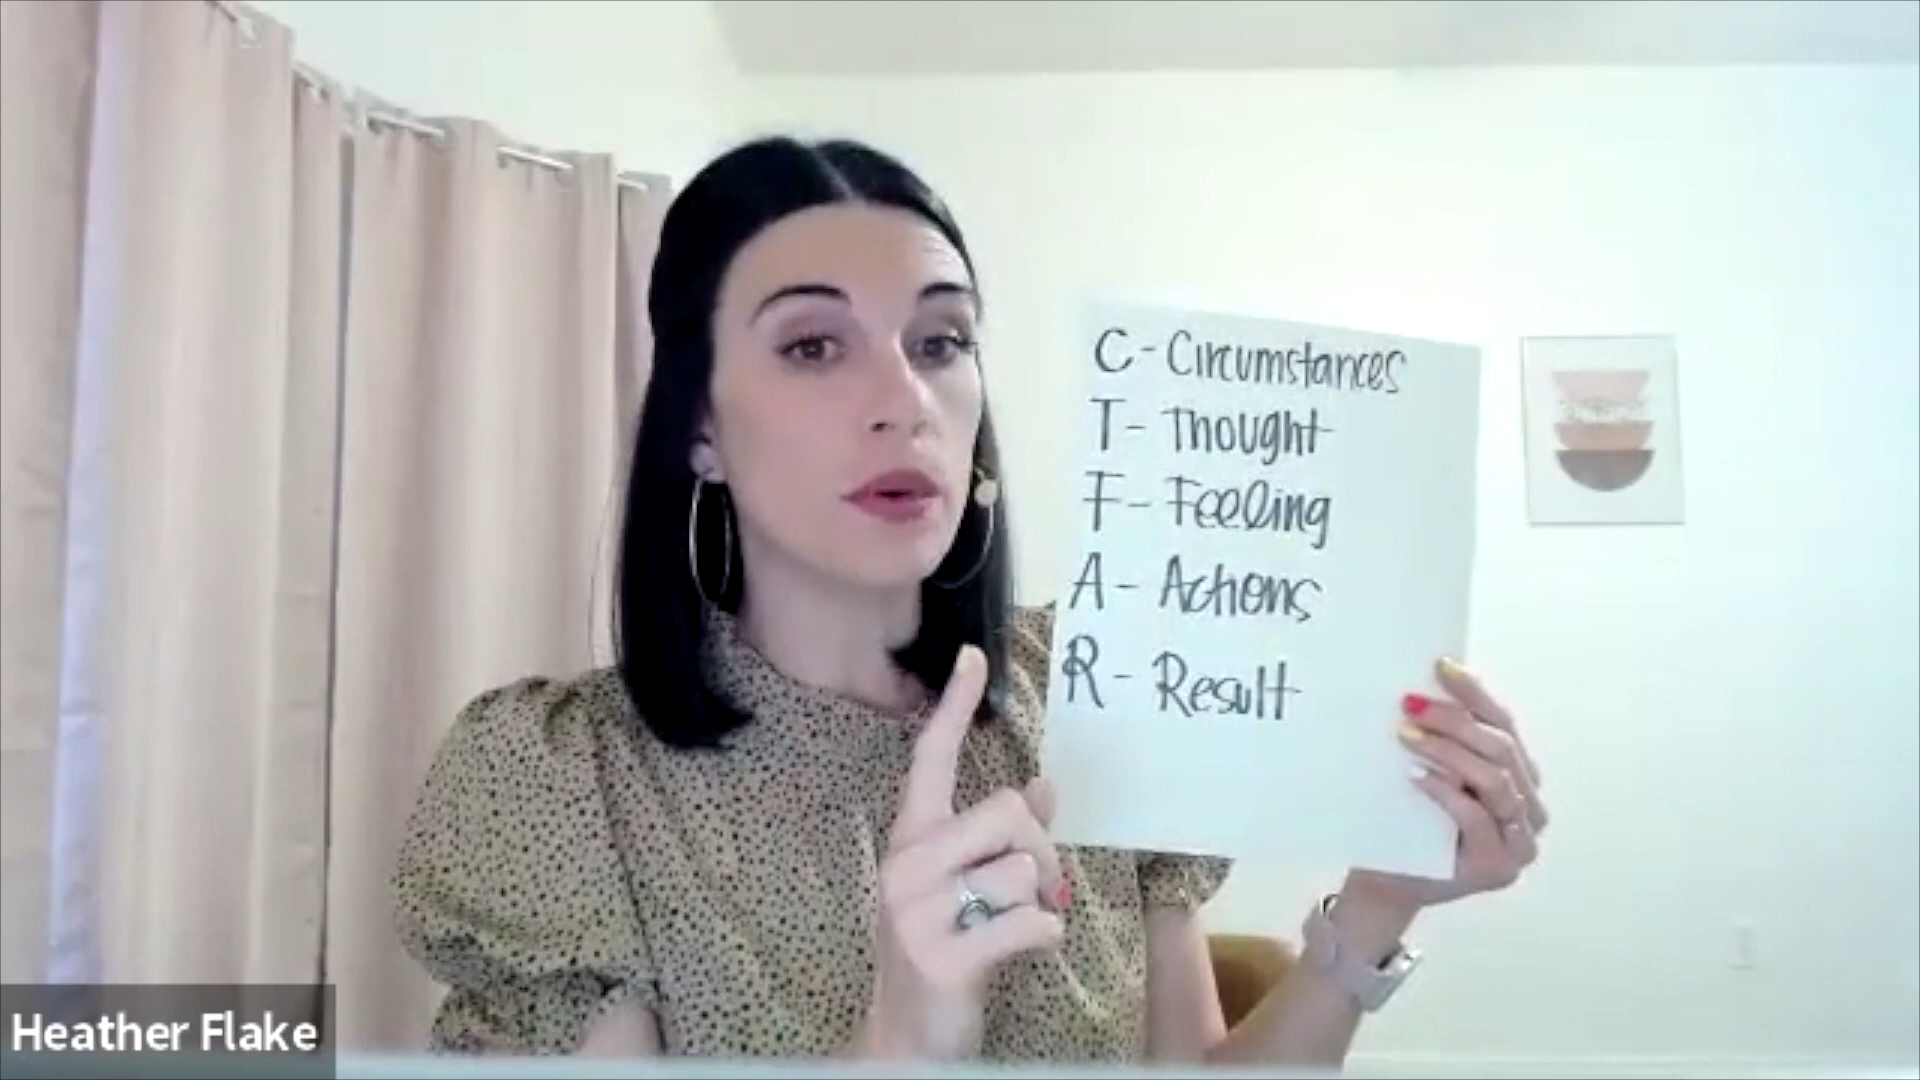 C - Circumstances
T - Thought
F - Feeling
A - Actions
R - Result
Heather Flake